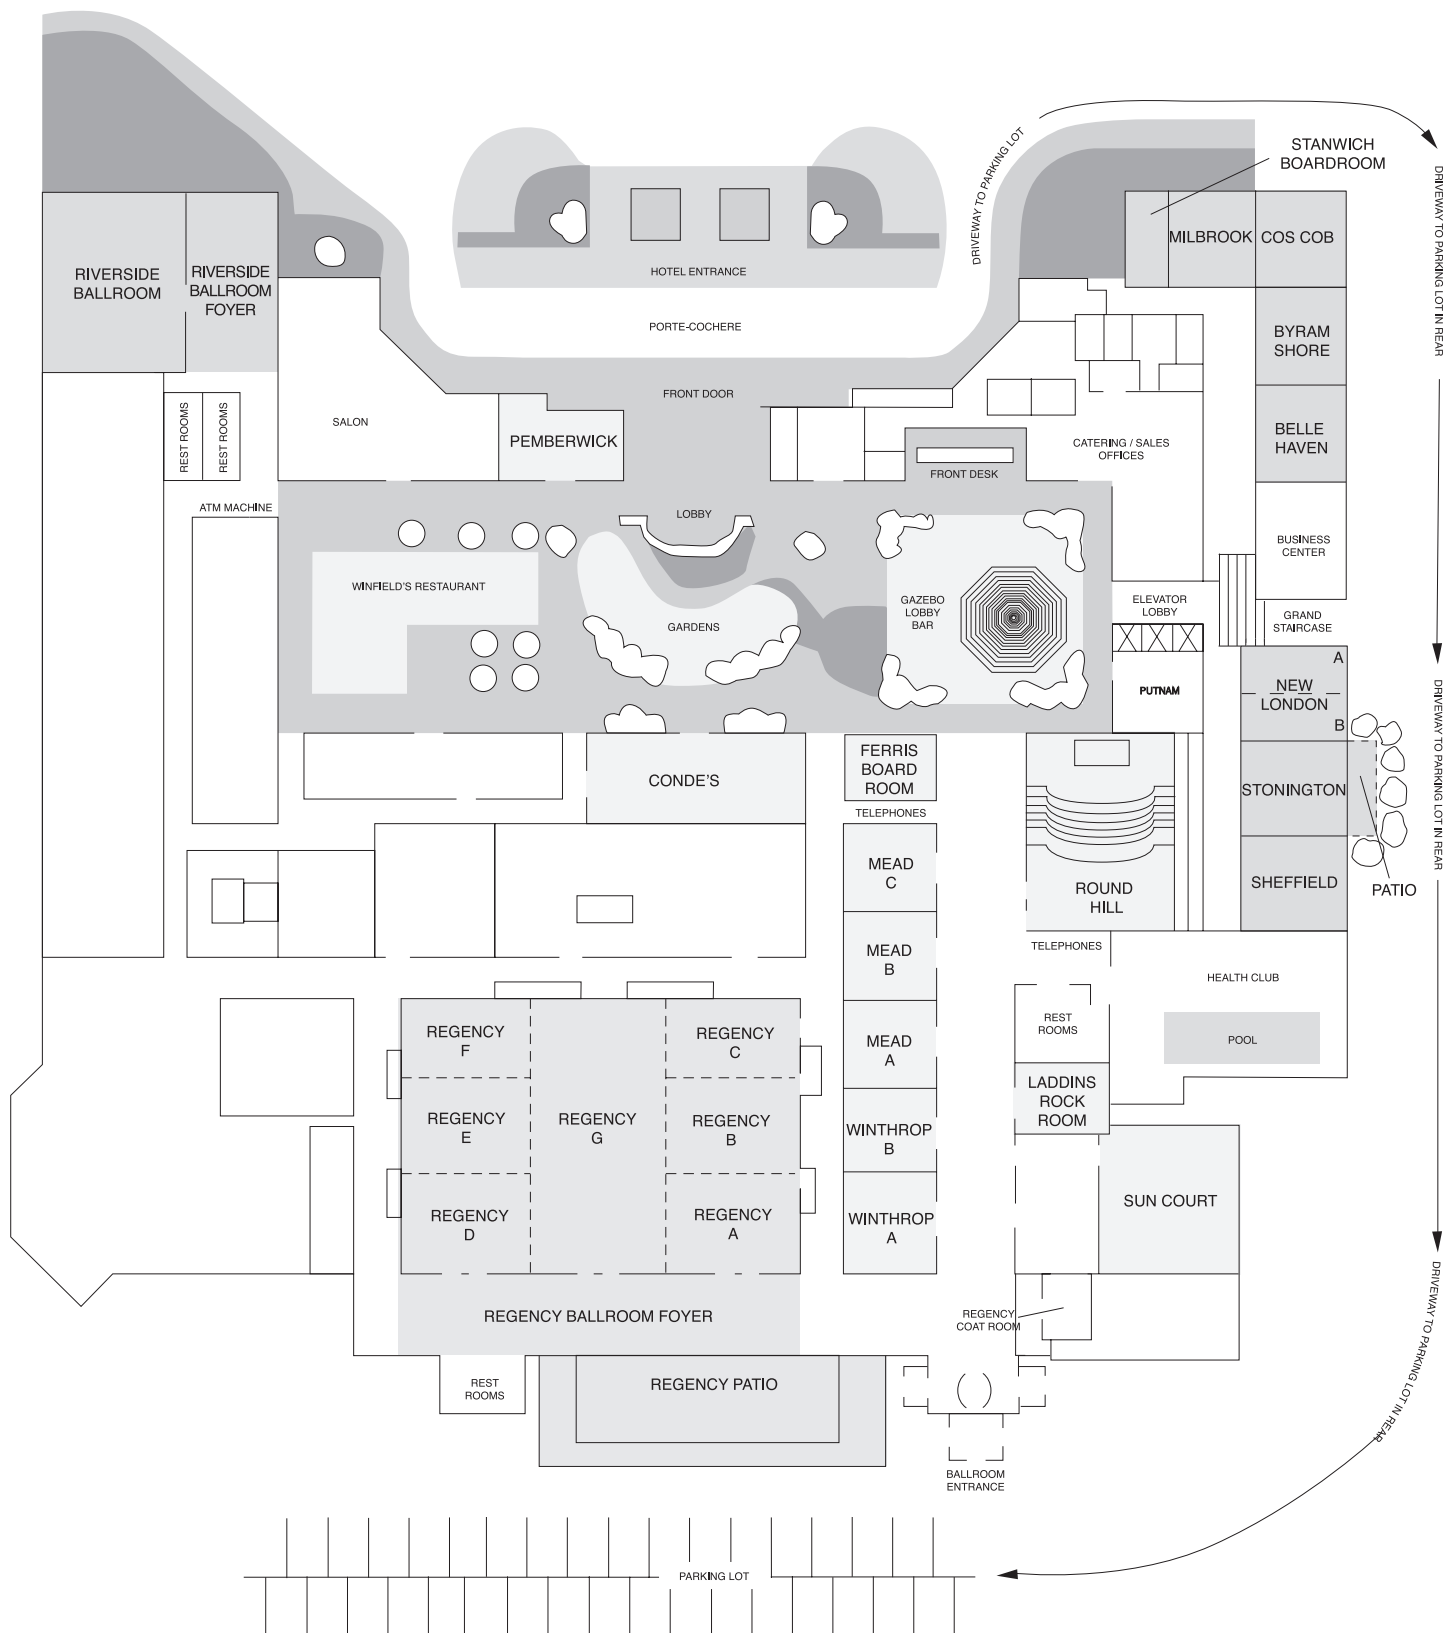 DRIVEWAY TO PARKING LOT
STANWICH
BOARDROOM
DRIVEWAY TO PARKING LOT IN REAR
RIVERSIDE
BALLROOM
RIVERSIDE
BALLROOM
FOYER
HOTEL ENTRANCE
MILBROOK
COS COB
PORTE-COCHERE
BYRAM
SHORE
FRONT DOOR
SALON
PEMBERWICK
REST ROOMS
REST ROOMS
CATERING / SALES
OFFICES
BELLE
HAVEN
FRONT DESK
ATM MACHINE
LOBBY
BUSINESS
CENTER
WINFIELD'S RESTAURANT
GARDENS
GAZEBO
LOBBY
BAR
ELEVATOR
LOBBY
GRAND
STAIRCASE
PUTNAM
A
NEW
LONDON
B
DRIVEWAY TO PARKING LOT IN REAR
CONDE'S
FERRIS
BOARD
ROOM
STONINGTON
TELEPHONES
MEAD
C
ROUND
HILL
SHEFFIELD
PATIO
TELEPHONES
MEAD
B
HEALTH CLUB
REST
ROOMS
POOL
REGENCY
F
REGENCY
C
MEAD
A
LADDINS
ROCK
ROOM
REGENCY
E
REGENCY
G
REGENCY
B
WINTHROP
B
REGENCY
D
REGENCY
A
WINTHROP
A
SUN COURT
REGENCY BALLROOM FOYER
REGENCY
COAT ROOM
DRIVEWAY TO PARKING LOT IN REAR
REST
ROOMS
REGENCY PATIO
BALLROOM
ENTRANCE
PARKING LOT